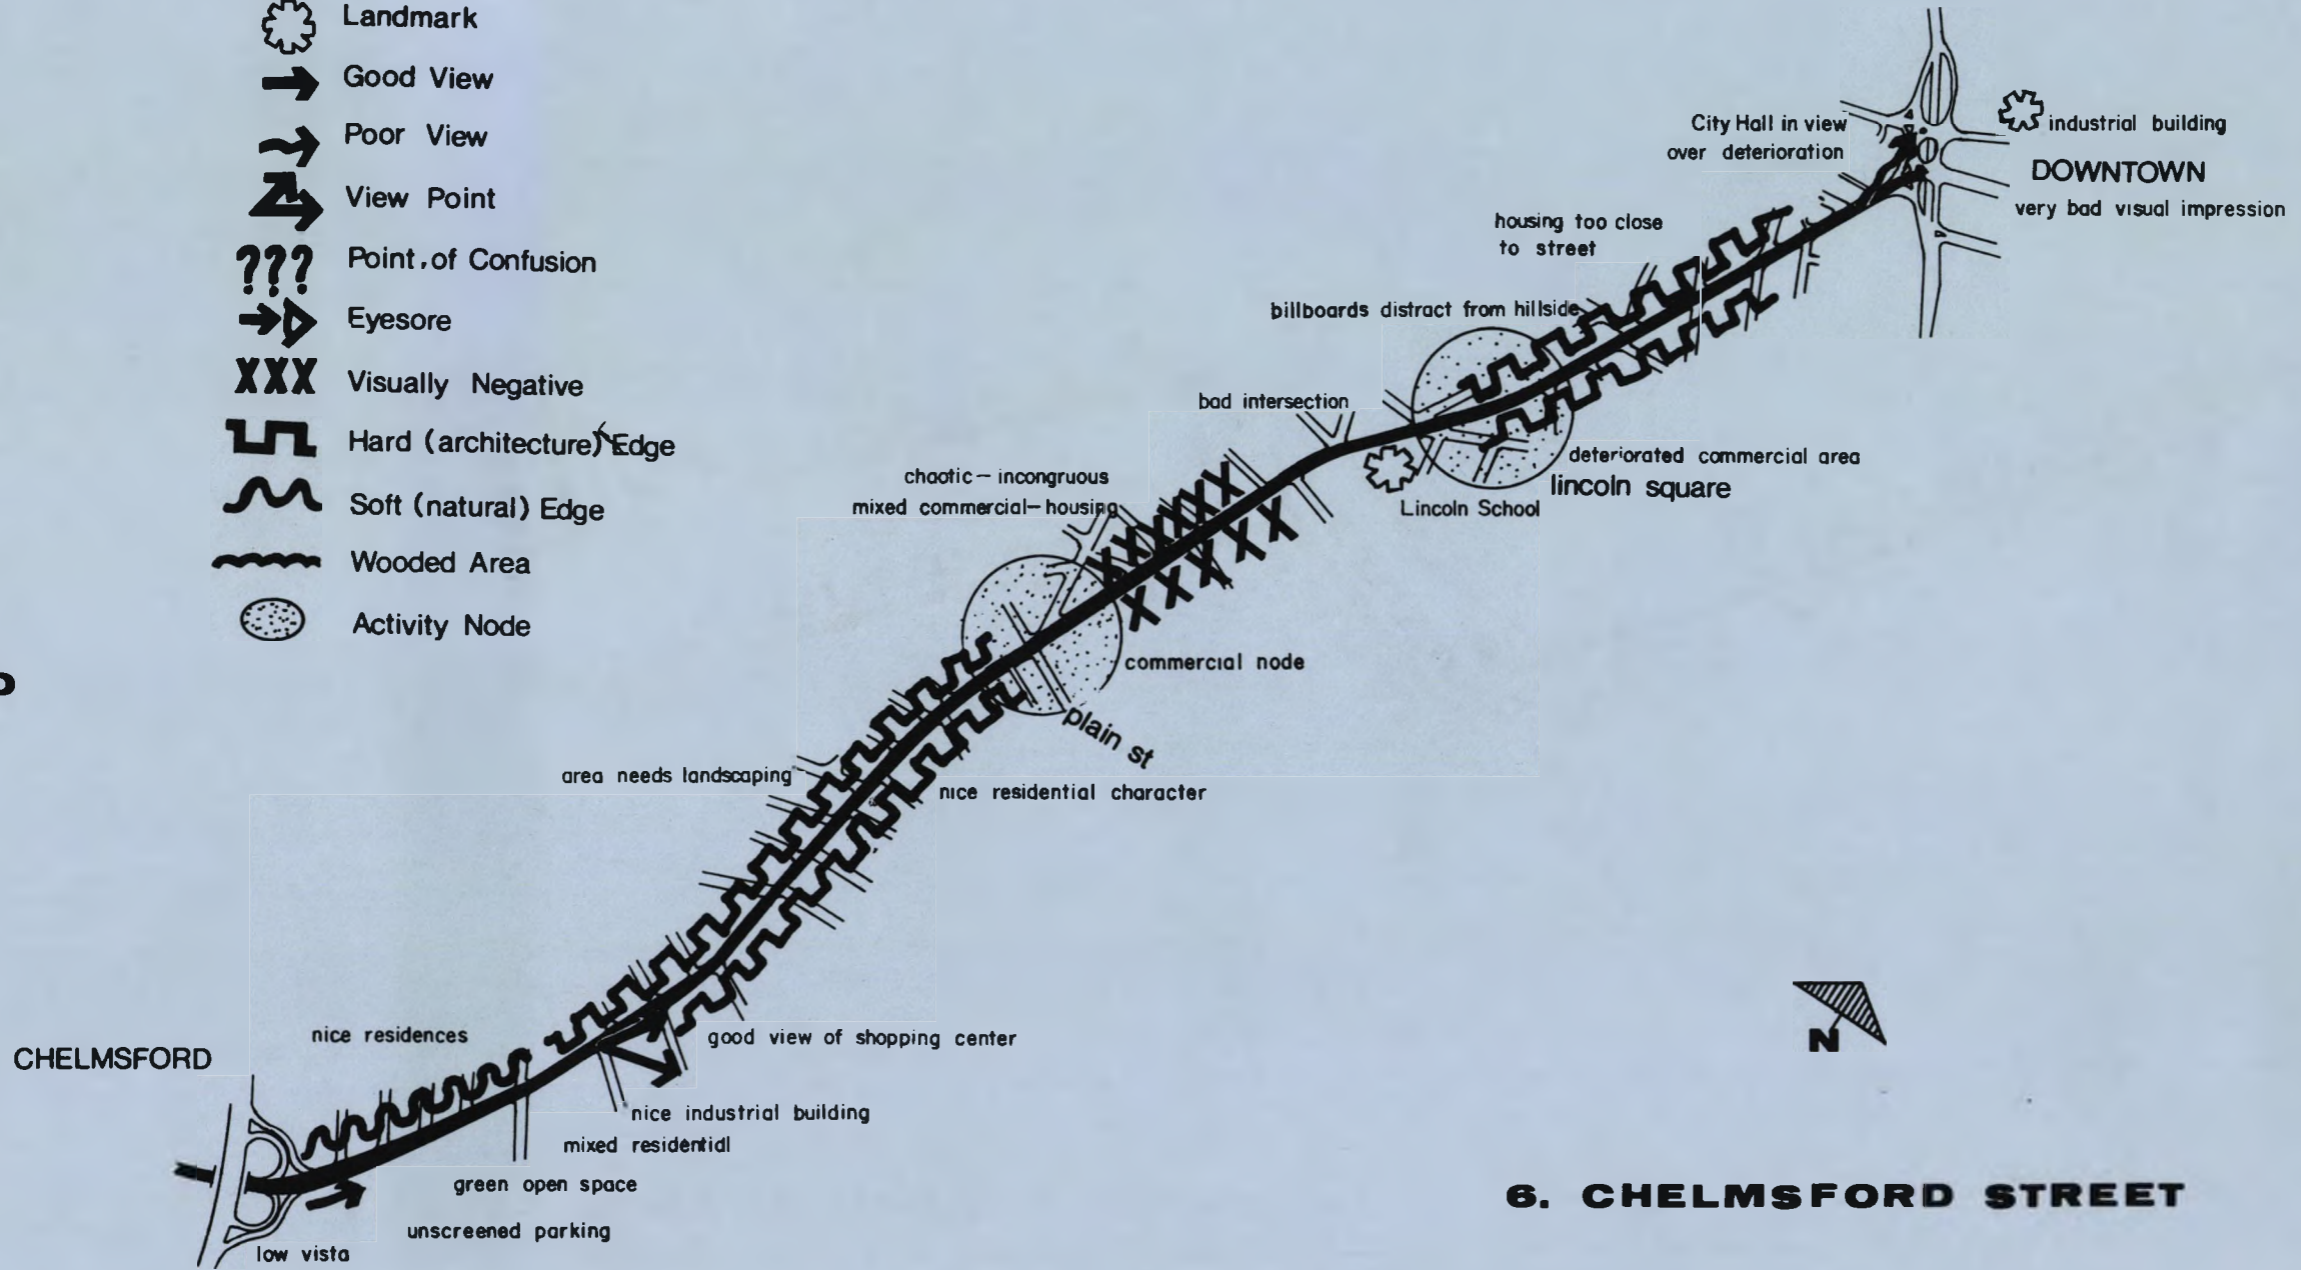 Landmark
Good View
Poor View
View Point
??? Point, of Confusion
Eyesore
XXX Visually Negative
Hard (architecture) Edge
Soft (natural) Edge
Wooded Area
Activity Node
City Hall in view
over deterioration
industrial building
DOWNTOWN
very bad visual impression
housing too close
to street
billboards distract from hillside
bad intersection
deteriorated commercial area
lincoln square
Lincoln School
chaotic - incongruous
mixed commercial - housing
XXXXX
XXXXX
commercial node
plain st
area needs landscaping
nice residential character
nice residences
good view of shopping center
CHELMSFORD
nice industrial building
mixed residential
green open space
unscreened parking
low vista
N
6. CHELMSFORD STREET